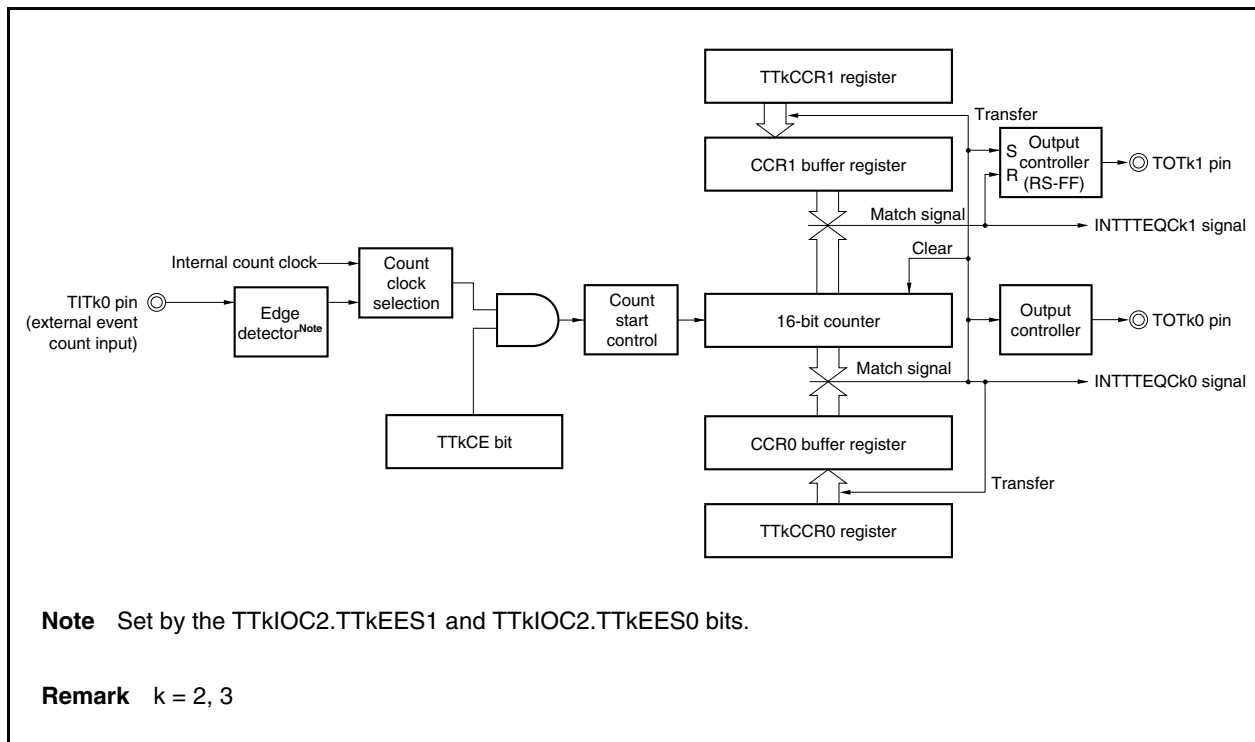 TTkCCR1 register
Transfer
CCR1 buffer register
S
R
Output
controller
(RS-FF)
TOTk1 pin
Match signal
INTTTEQCk1 signal
Internal count clock
Count
clock
selection
Clear
TITk0 pin
(external event
count input)
Edge
detectorNote
Count
start
control
16-bit counter
Output
controller
TOTk0 pin
Match signal
INTTTEQCk0 signal
TTkCE bit
CCR0 buffer register
Transfer
TTkCCR0 register
Note Set by the TTkIOC2.TTkEES1 and TTkIOC2.TTkEES0 bits.
Remark k = 2, 3